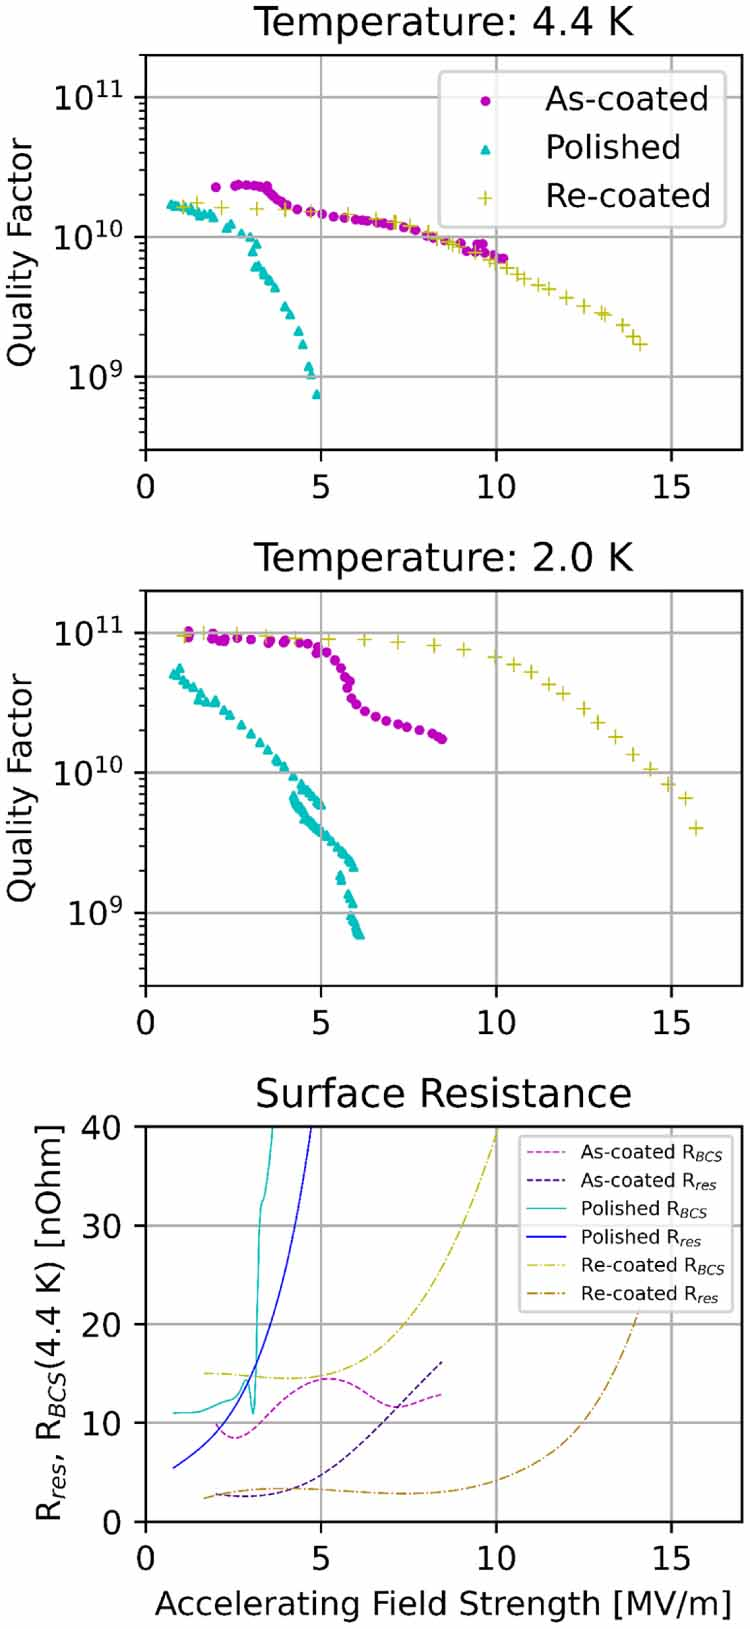 Temperature: 4.4 K
Quality Factor
10¹¹
10¹⁰
10⁹
As-coated
Polished
Re-coated
0 5 10 15
Temperature: 2.0 K
Quality Factor
10¹¹
10¹⁰
10⁹
0 5 10 15
Surface Resistance
R_res, R_BCS(4.4 K) [nOhm]
40
30
20
10
0
As-coated R_BCS
As-coated R_res
Polished R_BCS
Polished R_res
Re-coated R_BCS
Re-coated R_res
0 5 10 15
Accelerating Field Strength [MV/m]